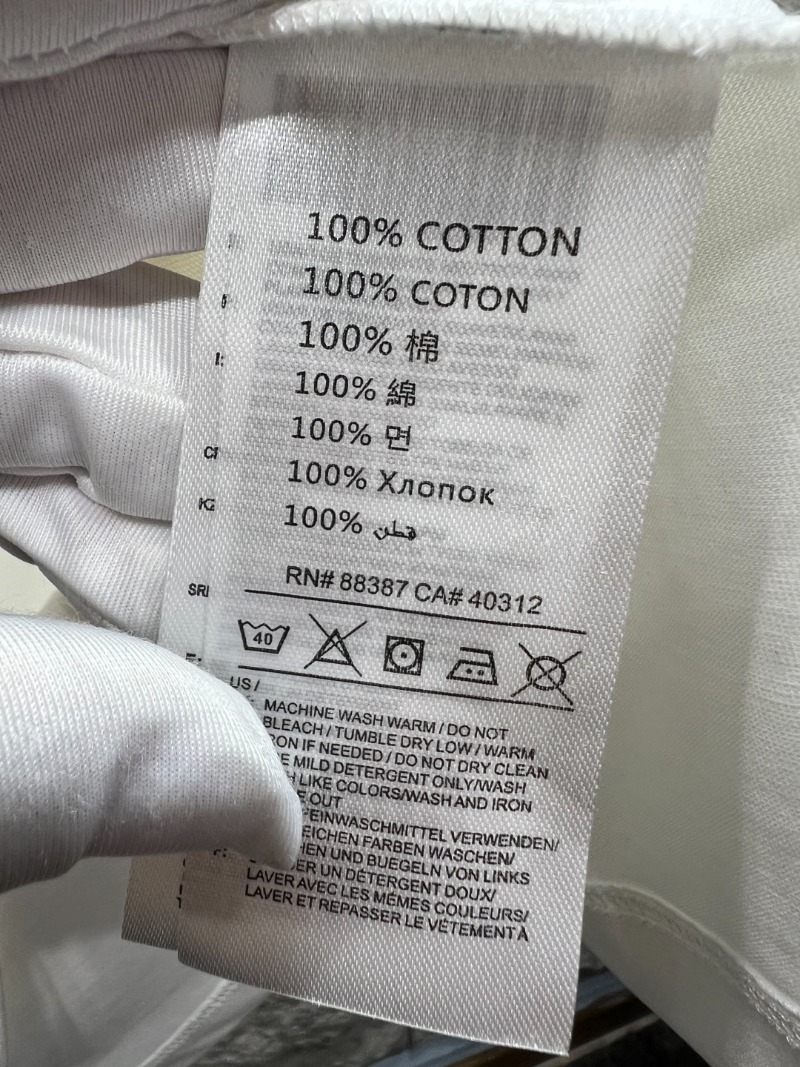 100% COTTON
100% COTON
100% 棉
100% 綿
100% 면
100% Хлопок
100% قطن
RN# 88387 CA# 40312
SRI
40
US /
MACHINE WASH WARM / DO NOT
BLEACH / TUMBLE DRY LOW / WARM
IF NEEDED / DO NOT DRY CLEAN
MILD DETERGENT ONLY/WASH
LIKE COLORS/WASH AND IRON
OUT
FEINWASCHMITTEL VERWENDEN/
FARBEN WASCHEN/
UND BUEGELN VON LINKS
UN DÉTERGENT DOUX/
LAVER AVEC LES MÊMES COULEURS/
LAVER ET REPASSER LE VÊTEMENT À